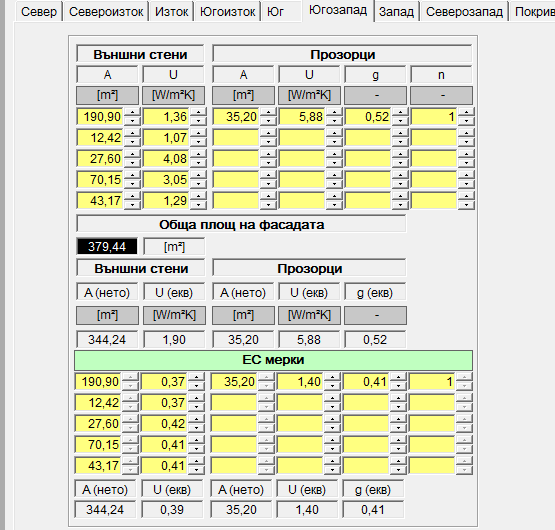 Север Североизток Изток Югоизток Юг Югозапад Запад Северозапад Покрив
Външни стени Прозорци
A U A U g n
[m²] [W/m²K] [m²] [W/m²K] - -
190,90 1,36 35,20 5,88 0,52 1
12,42 1,07
27,60 4,08
70,15 3,05
43,17 1,29
Обща площ на фасадата
379,44 [m²]
Външни стени Прозорци
A (нето) U (екв) A (нето) U (екв) g (екв)
[m²] [W/m²K] [m²] [W/m²K] -
344,24 1,90 35,20 5,88 0,52
ЕС мерки
190,90 0,37 35,20 1,40 0,41 1
12,42 0,37
27,60 0,42
70,15 0,41
43,17 0,41
A (нето) U (екв) A (нето) U (екв) g (екв)
344,24 0,39 35,20 1,40 0,41